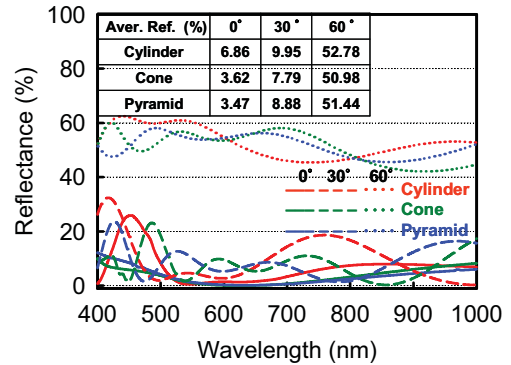 Reflectance (%)
100
80
60
40
20
0
Aver. Ref. (%) 0° 30° 60°
Cylinder 6.86 9.95 52.78
Cone 3.62 7.79 50.98
Pyramid 3.47 8.88 51.44
0° 30° 60°
Cylinder
Cone
Pyramid
400 500 600 700 800 900 1000
Wavelength (nm)